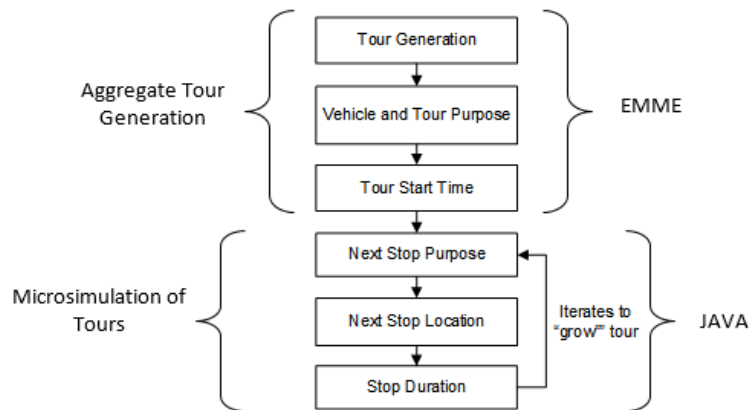 Tour Generation
Aggregate Tour
Generation
Vehicle and Tour Purpose
EMME
Tour Start Time
Next Stop Purpose
Microsimulation of
Tours
Next Stop Location
Iterates to
“grow”” tour
JAVA
Stop Duration